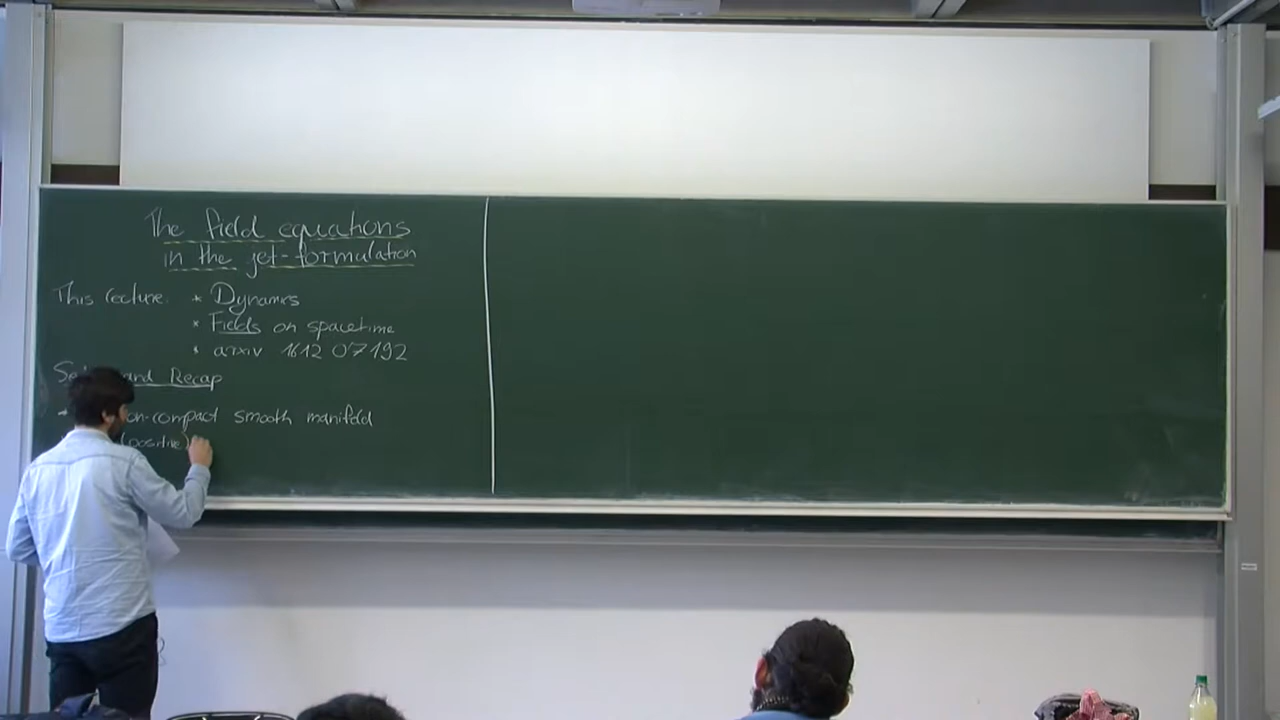 The field equations
in the jet-formulation
This lecture: * Dynamics
* Fields on spacetime
* arxiv 1612 07192
and Recap
on-compact smooth manifold
(positive)